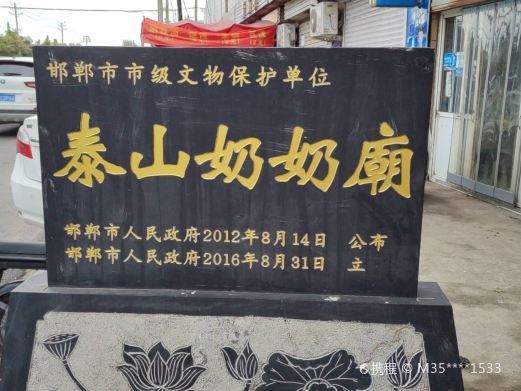 邯郸市市级文物保护单位
泰山奶奶廟
邯郸市人民政府2012年8月14日 公布
邯郸市人民政府2016年8月31日 立
携程 © M35****1533